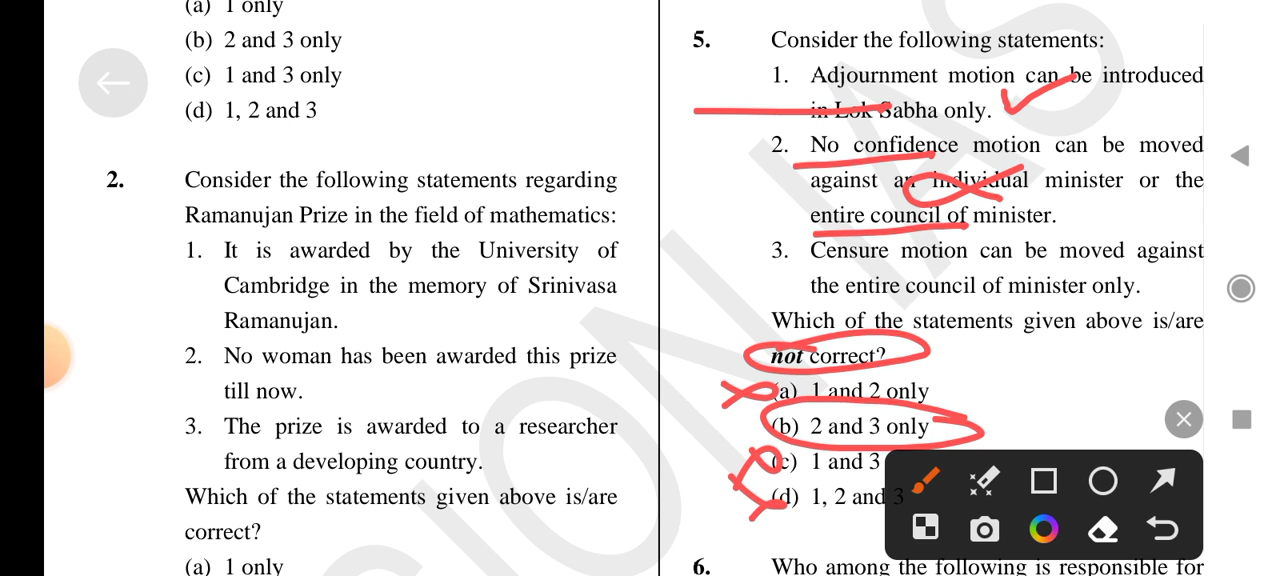 (a) 1 only
(b) 2 and 3 only
(c) 1 and 3 only
(d) 1, 2 and 3
2. Consider the following statements regarding
Ramanujan Prize in the field of mathematics:
1. It is awarded by the University of
Cambridge in the memory of Srinivasa
Ramanujan.
2. No woman has been awarded this prize
till now.
3. The prize is awarded to a researcher
from a developing country.
Which of the statements given above is/are
correct?
(a) 1 only
5. Consider the following statements:
1. Adjournment motion can be introduced
in Lok Sabha only.
2. No confidence motion can be moved
against an individual minister or the
entire council of minister.
3. Censure motion can be moved against
the entire council of minister only.
Which of the statements given above is/are
not correct?
(a) 1 and 2 only
(b) 2 and 3 only
(c) 1 and 3
(d) 1, 2 and 3
6. Who among the following is responsible for